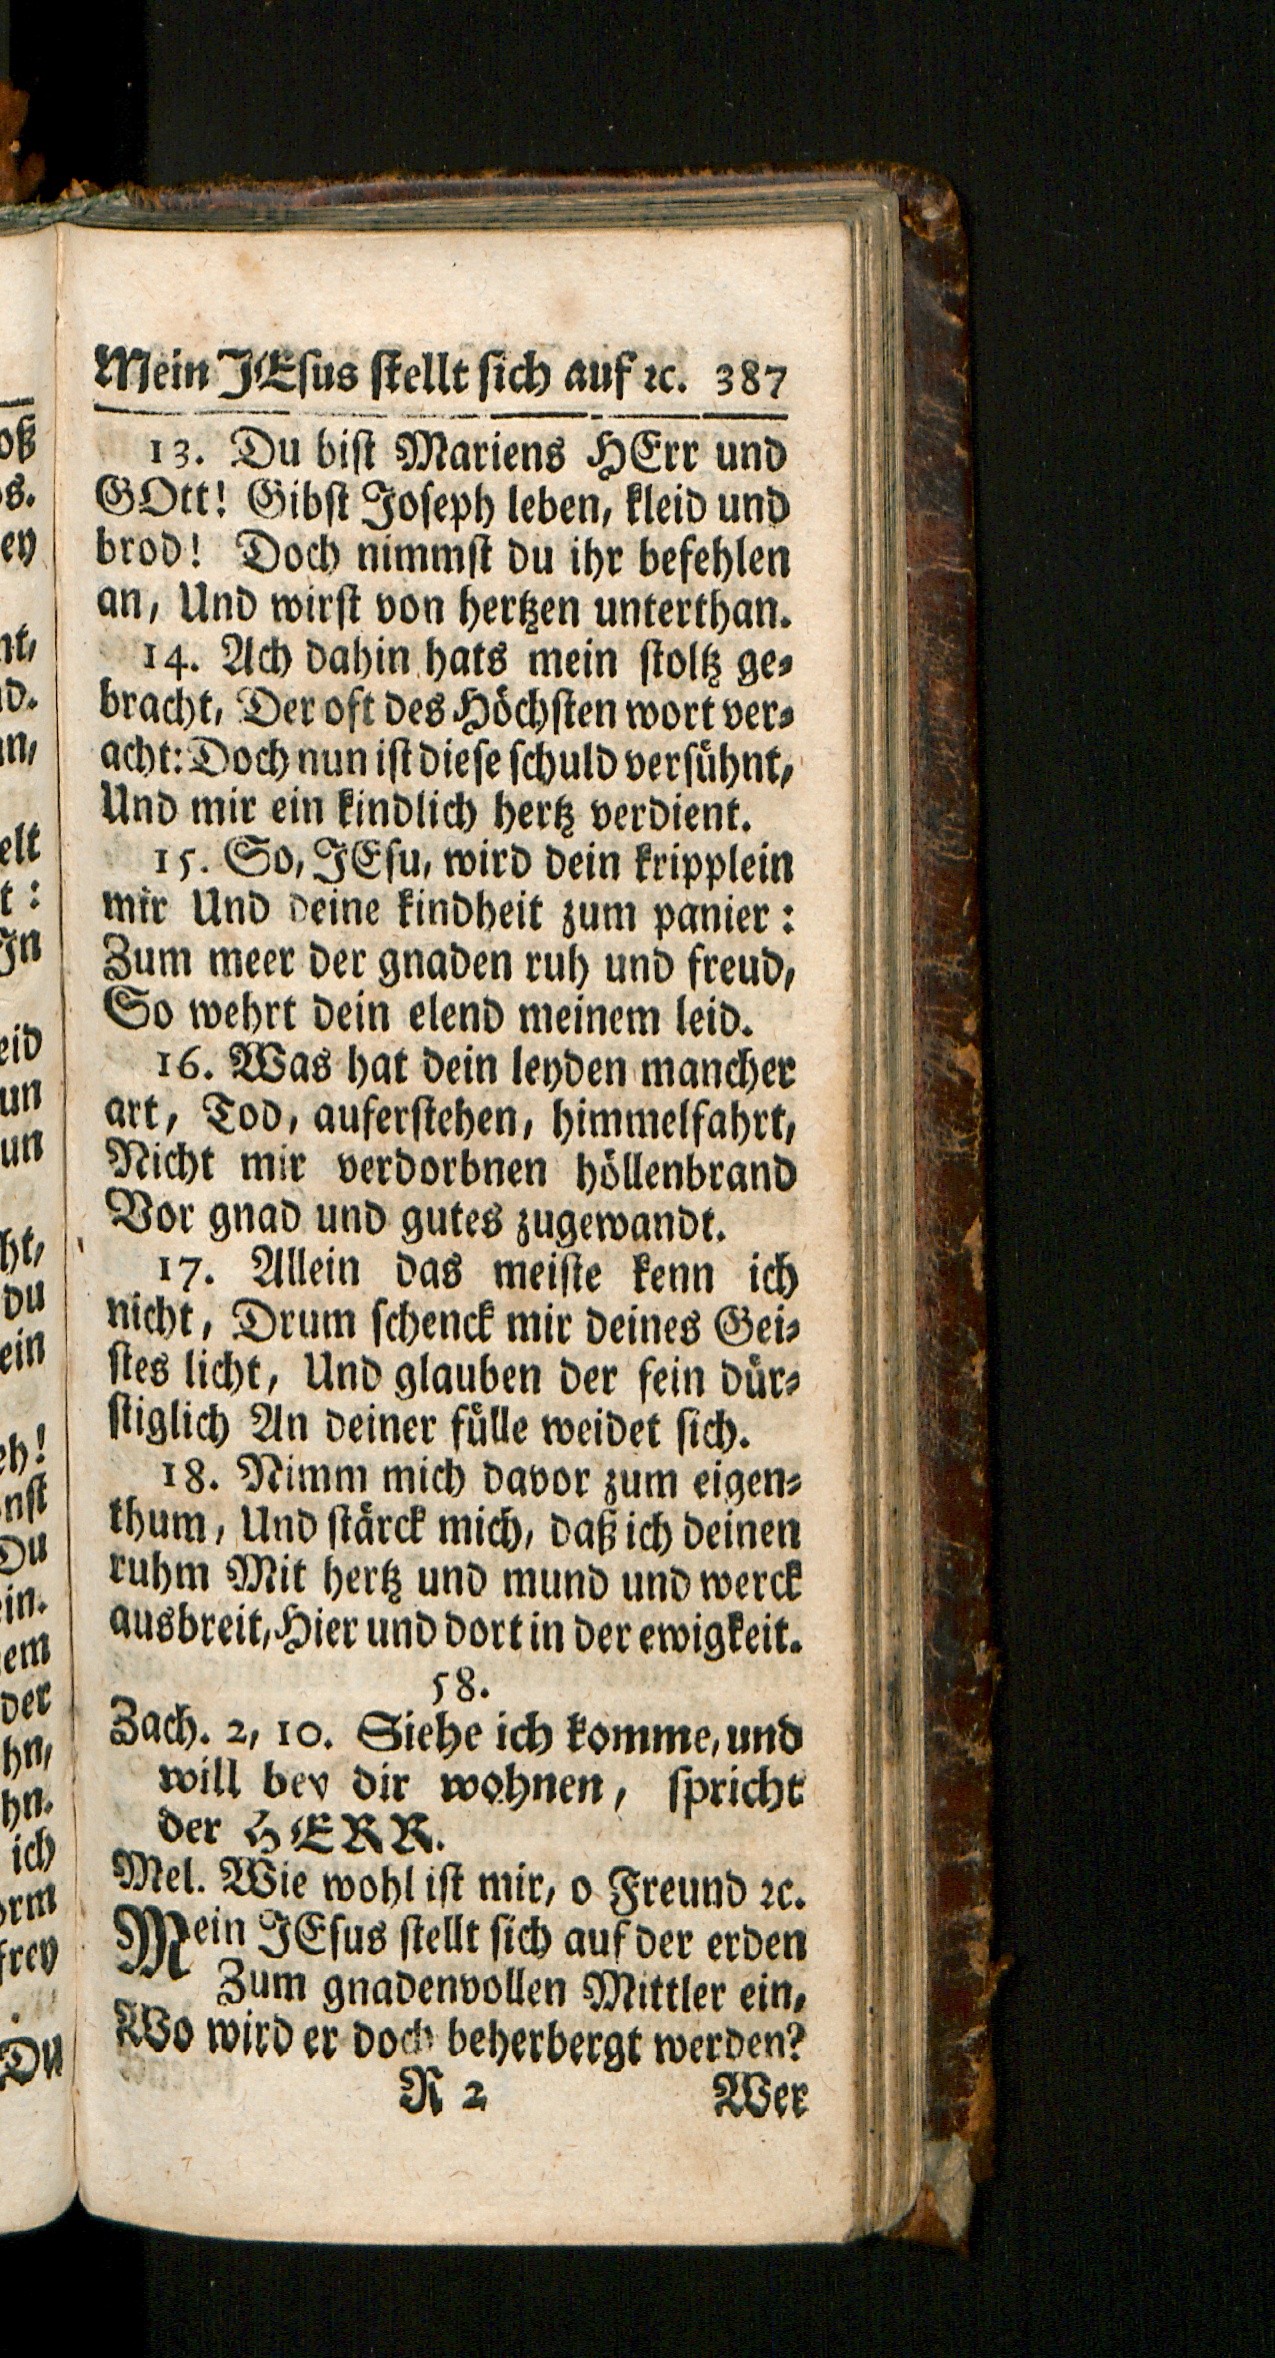 Mein JEsus stellt sich auf ꝛc. 387
13. Du bist Mariens HErr und
GOtt! Gibst Joseph leben, kleid und
brod! Doch nimmst du ihr befehlen
an, Und wirst von hertzen unterthan.
14. Ach dahin hats mein stoltz ge-
bracht, Der oft des Höchsten wort ver-
acht: Doch nun ist diese schuld versühnt,
Und mir ein kindlich hertz verdient.
15. So, JEsu, wird dein kripplein
mir Und deine kindheit zum panier:
Zum meer der gnaden ruh und freud,
So wehrt dein elend meinem leid.
16. Was hat dein leyden mancher
art, Tod, auferstehen, himmelfahrt,
Nicht mir verdorbnen höllenbrand
Vor gnad und gutes zugewandt.
17. Allein das meiste kenn ich
nicht, Drum schenck mir deines Gei-
stes licht, Und glauben der fein dür-
stiglich An deiner fülle weidet sich.
18. Nimm mich davor zum eigen-
thum, Und stärck mich, daß ich deinen
ruhm Mit hertz und mund und werck
ausbreit, Hier und dort in der ewigkeit.
58.
Zach. 2, 10. Siehe ich komme, und
will bey dir wohnen, spricht
der HERR.
Mel. Wie wohl ist mir, o Freund ꝛc.
Mein JEsus stellt sich auf der erden
Zum gnadenvollen Mittler ein,
Wo wird er doch beherbergt werden?
R 2 Wer